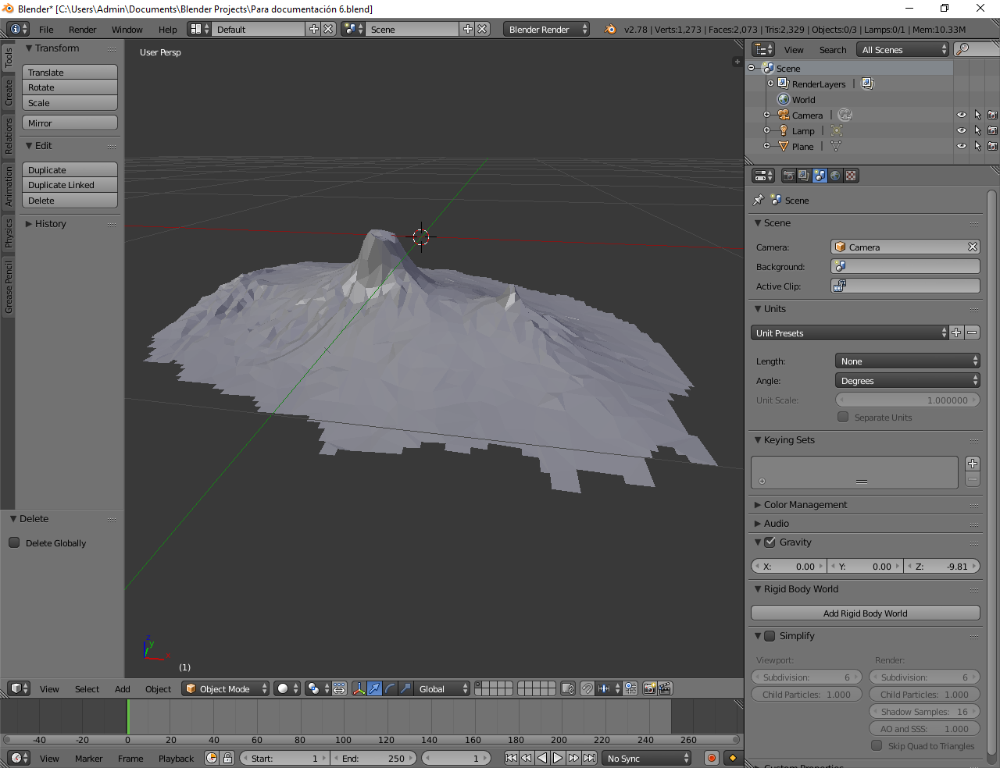 Blender* [C:\Users\Admin\Documents\Blender Projects\Para documentación 6.blend]
File Render Window Help Default Scene Blender Render v2.78 | Verts:1,273 | Faces:2,073 | Tris:2,329 | Objects:0/3 | Lamps:0/1 | Mem:10.33M
Tools
Create
Relations
Animation
Physics
Grease Pencil
Transform
Translate
Rotate
Scale
Mirror
Edit
Duplicate
Duplicate Linked
Delete
History
Delete
Delete Globally
User Persp
z
y
x
(1)
View Select Add Object Object Mode Global
-40 -20 0 20 40 60 80 100 120 140 160 180 200 220 240 260
View Marker Frame Playback Start: 1 End: 250 1 No Sync
View Search All Scenes
Scene
RenderLayers |
World
Camera |
Lamp |
Plane |
Scene
Scene
Camera: Camera
Background:
Active Clip:
Units
Unit Presets
Length: None
Angle: Degrees
Unit Scale: 1.000000
Separate Units
Keying Sets
Color Management
Audio
Gravity
X: 0.00 Y: 0.00 Z: -9.81
Rigid Body World
Add Rigid Body World
Simplify
Viewport: Render:
Subdivision: 6 Subdivision: 6
Child Particles: 1.000 Child Particles: 1.000
Shadow Samples: 16
AO and SSS: 1.000
Skip Quad to Triangles
Custom Properties